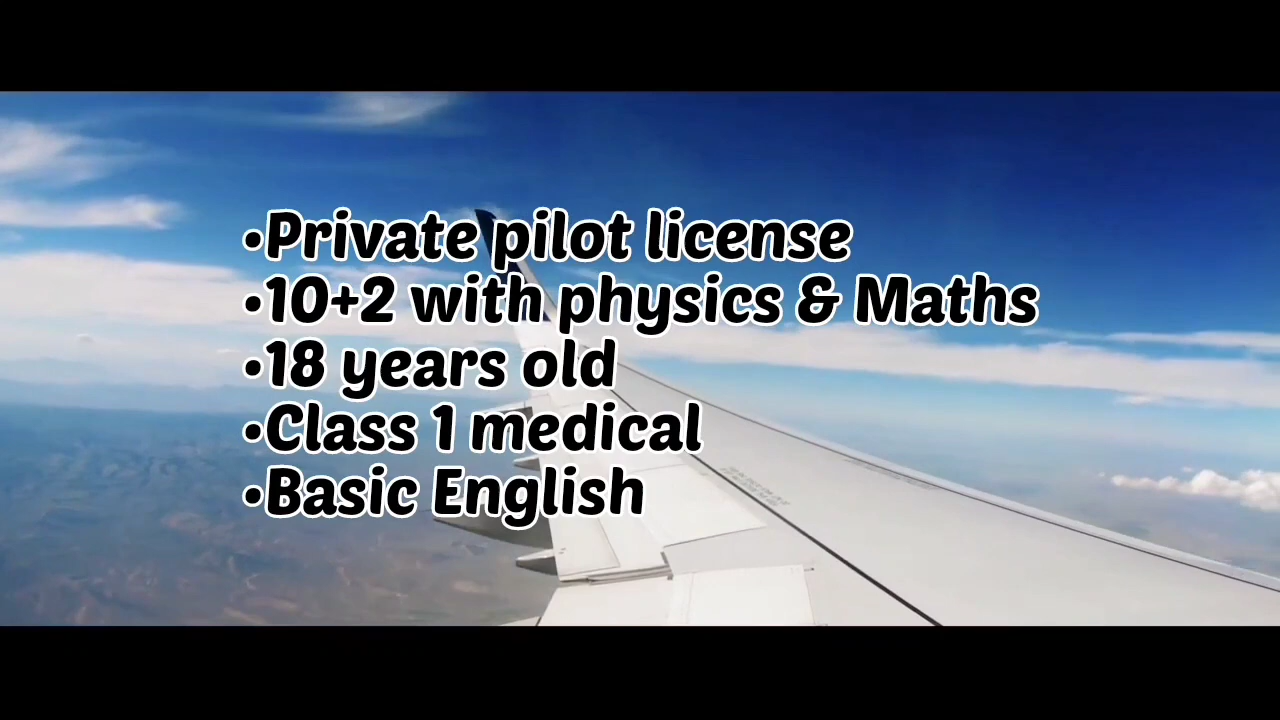 •Private pilot license
•10+2 with physics & Maths
•18 years old
•Class 1 medical
•Basic English